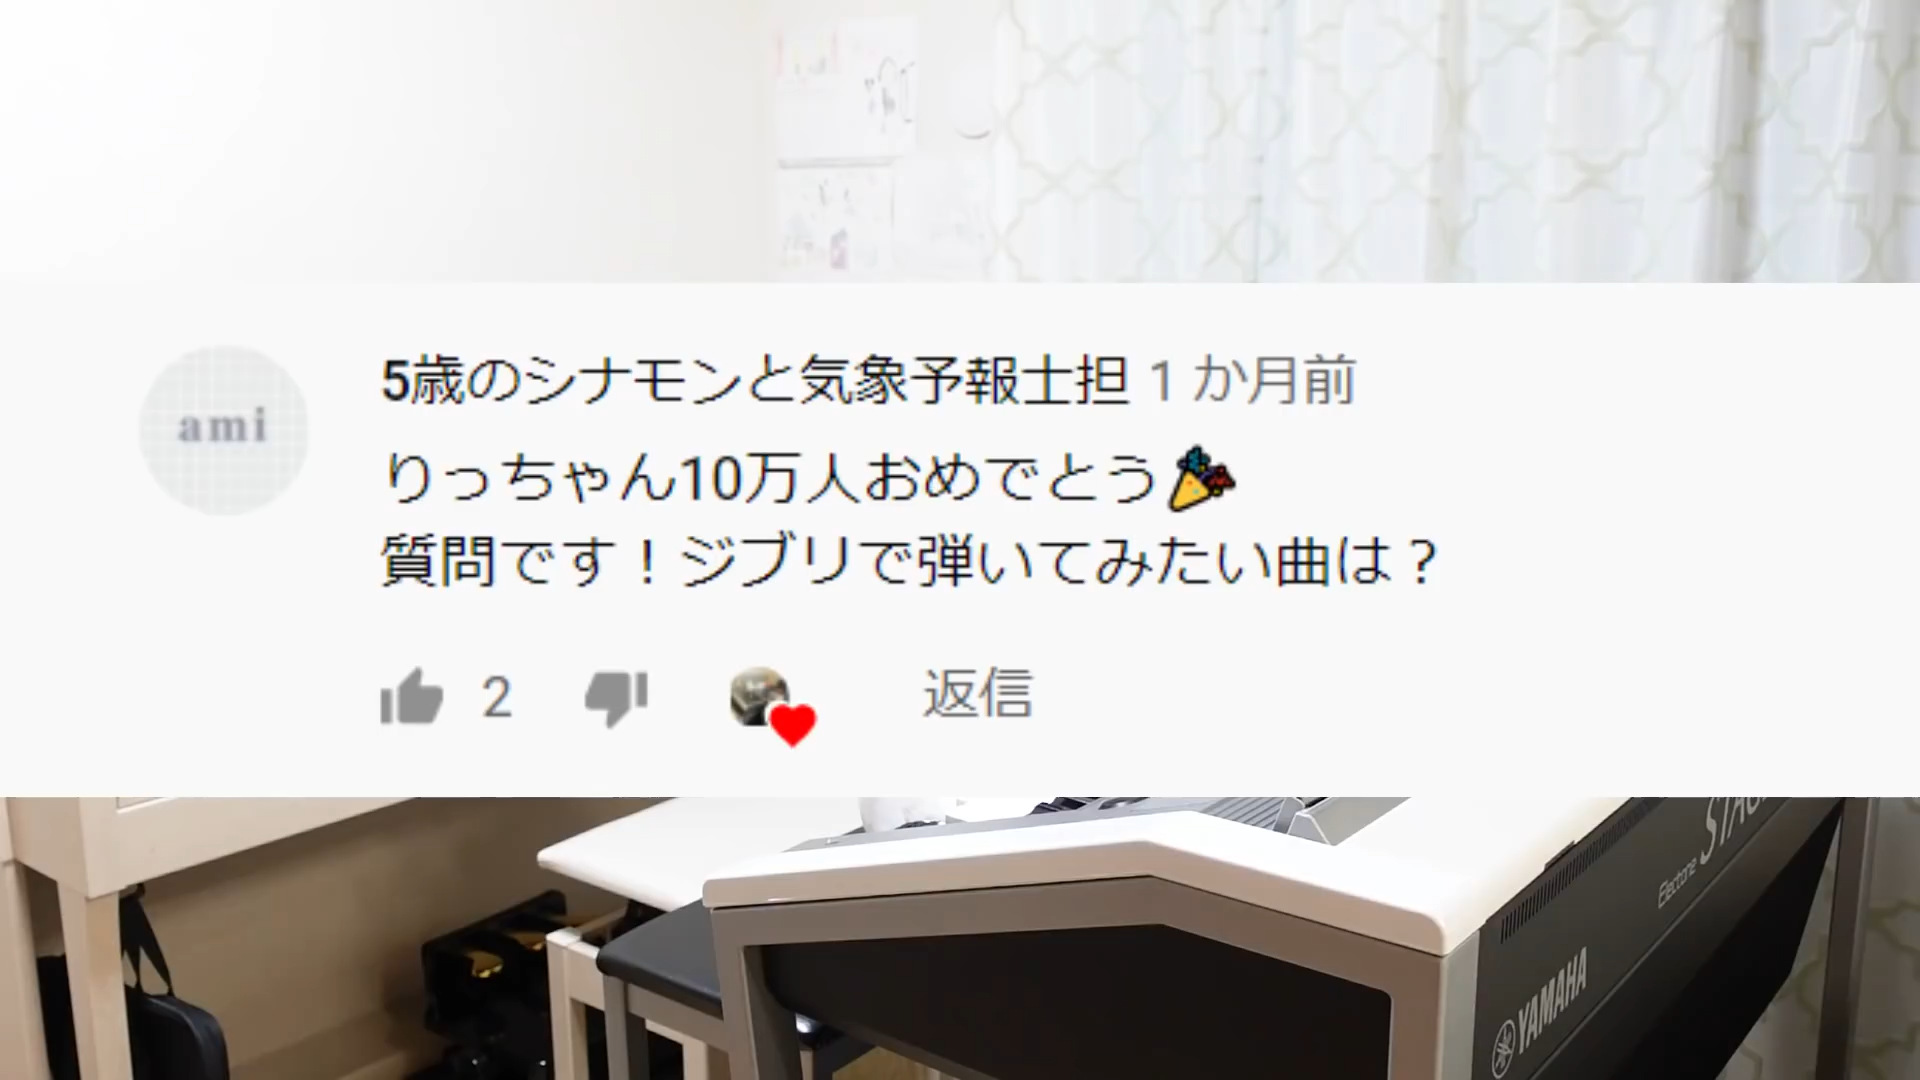 ami
5歳のシナモンと気象予報士担 1 か月前
りっちゃん10万人おめでとう🎉
質問です！ジブリで弾いてみたい曲は？
2
返信
Electone
YAMAHA